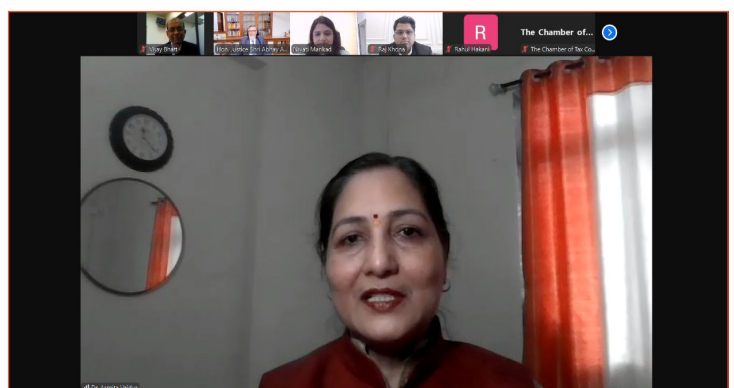 The Chamber of...
R
Vijay Bhatt
Hon. Justice Shri Abhay A...
Niyati Mankad
Raj Khona
Rahul Hakani
The Chamber of Tax Co...